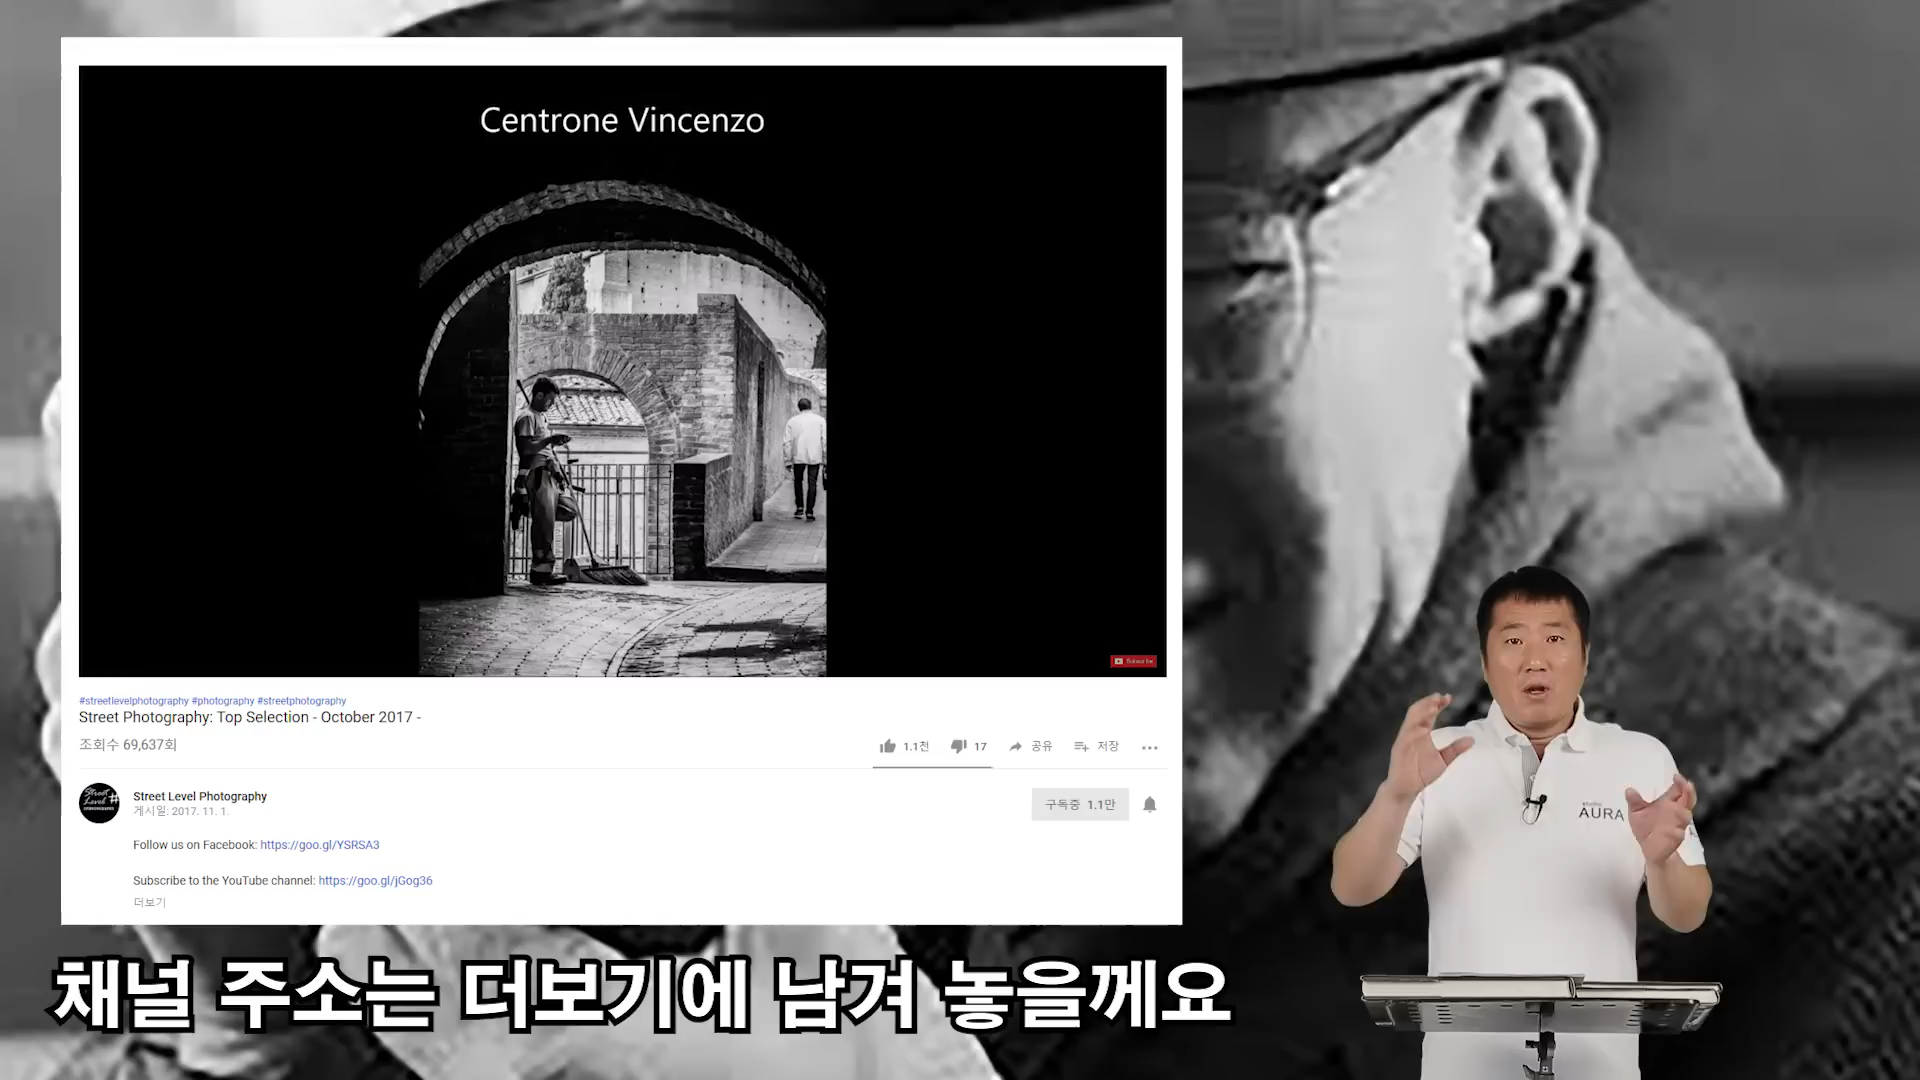 Centrone Vincenzo
Subscribe
#streetlevelphotography #photography #streetphotography
Street Photography: Top Selection - October 2017 -
조회수 69,637회
1.1천 17 공유 저장
Street Level #
Street Level Photography
게시일: 2017. 11. 1.
구독중 1.1만
Follow us on Facebook: https://goo.gl/YSRSA3
Subscribe to the YouTube channel: https://goo.gl/jGog36
더보기
AURA
채널 주소는 더보기에 남겨 놓을께요